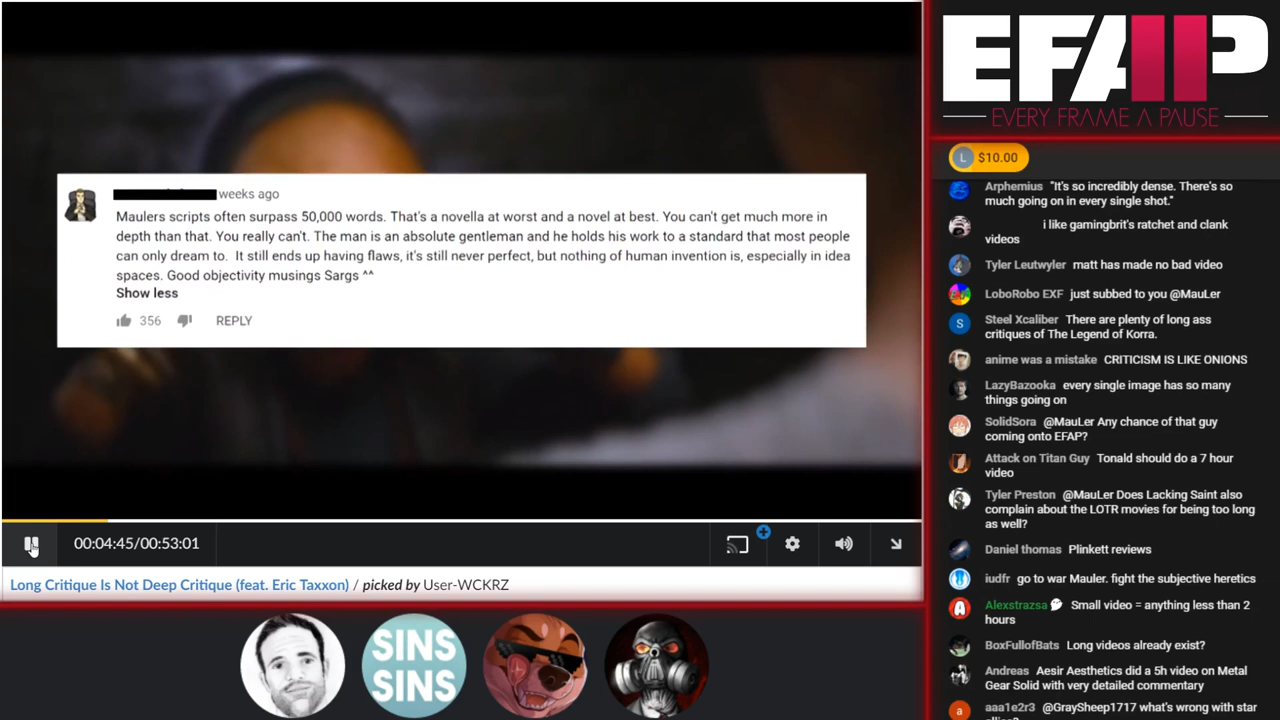 weeks ago
Maulers scripts often surpass 50,000 words. That's a novella at worst and a novel at best. You can't get much more in
depth than that. You really can't. The man is an absolute gentleman and he holds his work to a standard that most people
can only dream to.  It still ends up having flaws, it's still never perfect, but nothing of human invention is, especially in idea
spaces. Good objectivity musings Sargs ^^
Show less
356 REPLY
00:04:45/00:53:01
Long Critique Is Not Deep Critique (feat. Eric Taxxon) / picked by User-WCKRZ
SINS
SINS
EFAP
EVERY FRAME A PAUSE
L $10.00
Arphemius "It's so incredibly dense. There's so
much going on in every single shot."
i like gamingbrit's ratchet and clank
videos
Tyler Leutwyler matt has made no bad video
LoboRobo EXF just subbed to you @MauLer
S Steel Xcaliber There are plenty of long ass
critiques of The Legend of Korra.
anime was a mistake CRITICISM IS LIKE ONIONS
LazyBazooka every single image has so many
things going on
SolidSora @MauLer Any chance of that guy
coming onto EFAP?
Attack on Titan Guy Tonald should do a 7 hour
video
Tyler Preston @MauLer Does Lacking Saint also
complain about the LOTR movies for being too long
as well?
Daniel thomas Plinkett reviews
iudfr go to war Mauler. fight the subjective heretics
Alexstrazsa Small video = anything less than 2
hours
BoxFullofBats Long videos already exist?
Andreas Aesir Aesthetics did a 5h video on Metal
Gear Solid with very detailed commentary
a aaa1e2r3 @GraySheep1717 what's wrong with star